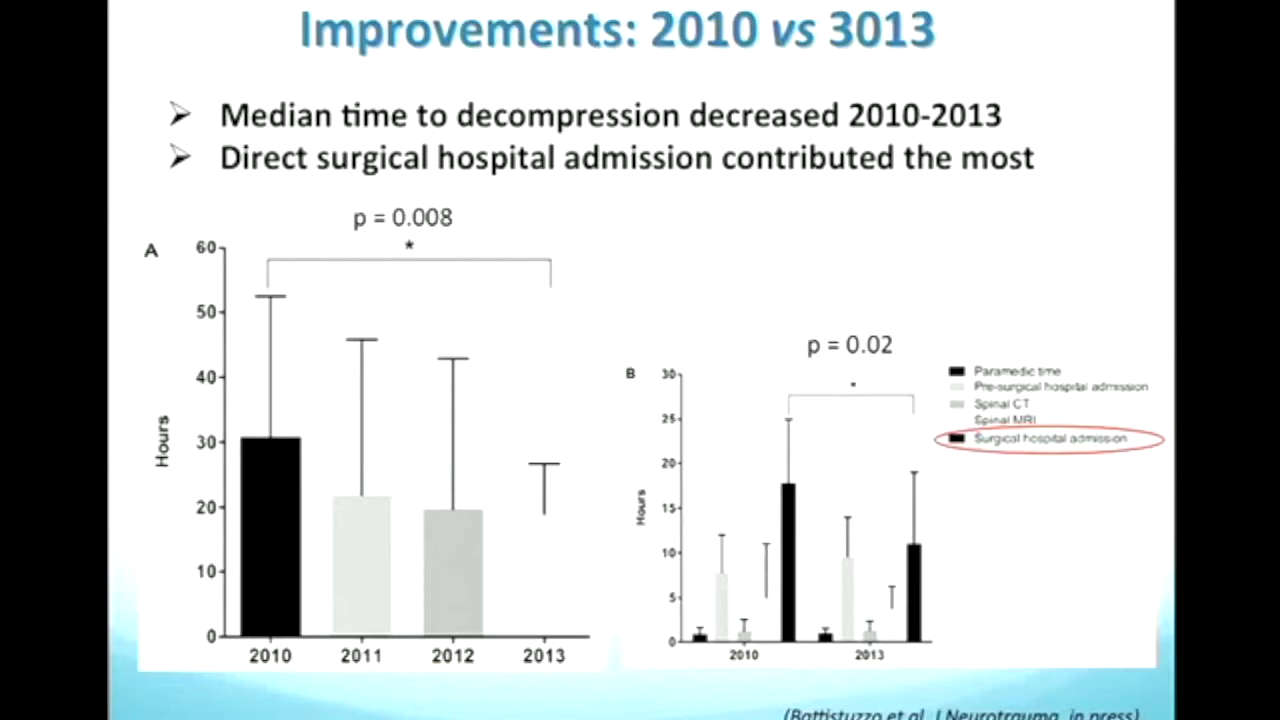 Improvements: 2010 vs 3013
➢ Median time to decompression decreased 2010-2013
➢ Direct surgical hospital admission contributed the most
p = 0.008
*
A
60
50
40
30
20
10
0
Hours
2010 2011 2012 2013
p = 0.02
*
B
30
25
20
15
10
5
0
Hours
2010 2013
Paramedic time
Pre-surgical hospital admission
Spinal CT
Spinal MRI
Surgical hospital admission
(Battistuzzo et al. J Neurotrauma, in press)